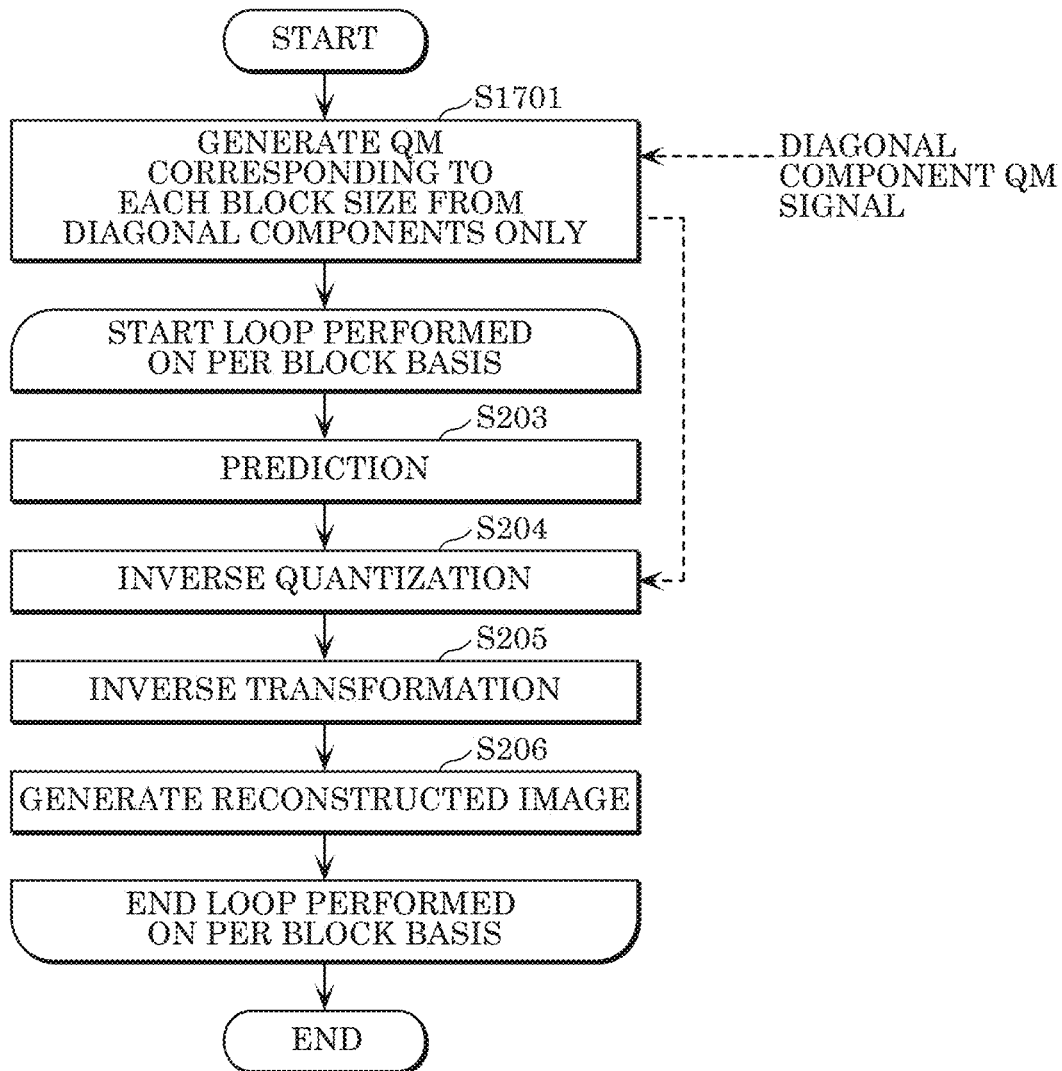 START
S1701
GENERATE QM
CORRESPONDING TO
EACH BLOCK SIZE FROM
DIAGONAL COMPONENTS ONLY
DIAGONAL
COMPONENT QM
SIGNAL
START LOOP PERFORMED
ON PER BLOCK BASIS
S203
PREDICTION
S204
INVERSE QUANTIZATION
S205
INVERSE TRANSFORMATION
S206
GENERATE RECONSTRUCTED IMAGE
END LOOP PERFORMED
ON PER BLOCK BASIS
END